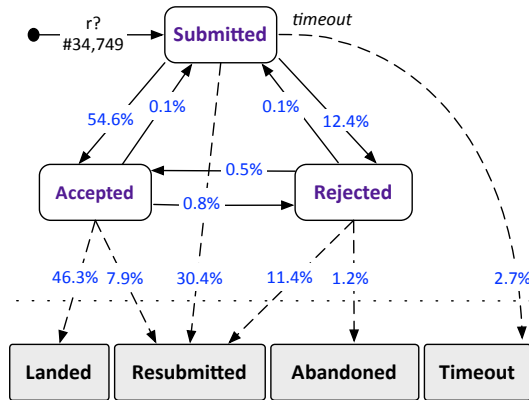 r?
timeout
Submitted
#34,749
54.6%
0.1%
0.1%
12.4%
0.5%
Accepted
Rejected
0.8%
46.3%
7.9%
30.4%
11.4%
1.2%
2.7%
Landed
Resubmitted
Abandoned
Timeout